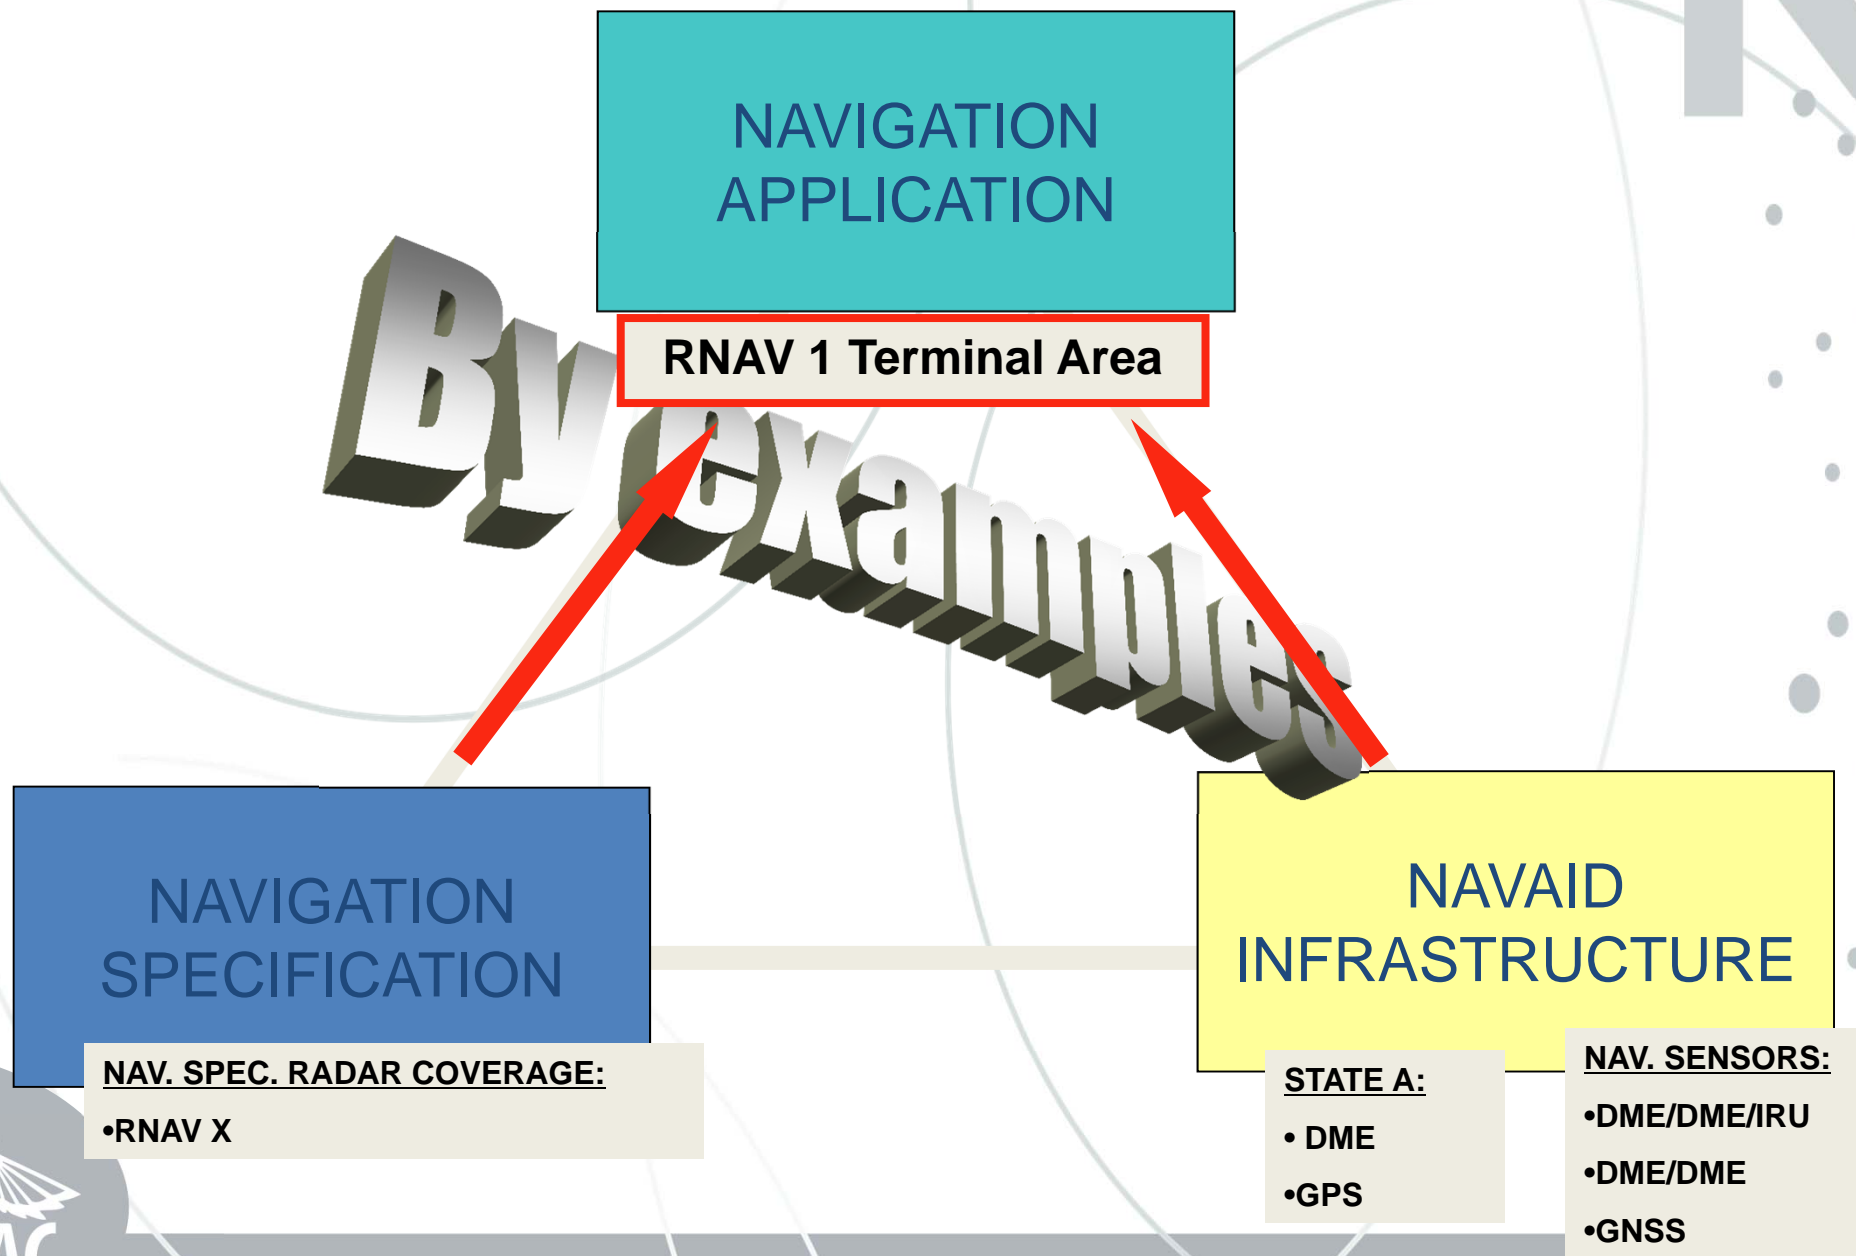 NAVIGATION
APPLICATION
RNAV 1 Terminal Area
By examples
NAVIGATION
SPECIFICATION
NAV. SPEC. RADAR COVERAGE:
•RNAV X
NAVAID
INFRASTRUCTURE
STATE A:
• DME
•GPS
NAV. SENSORS:
•DME/DME/IRU
•DME/DME
•GNSS